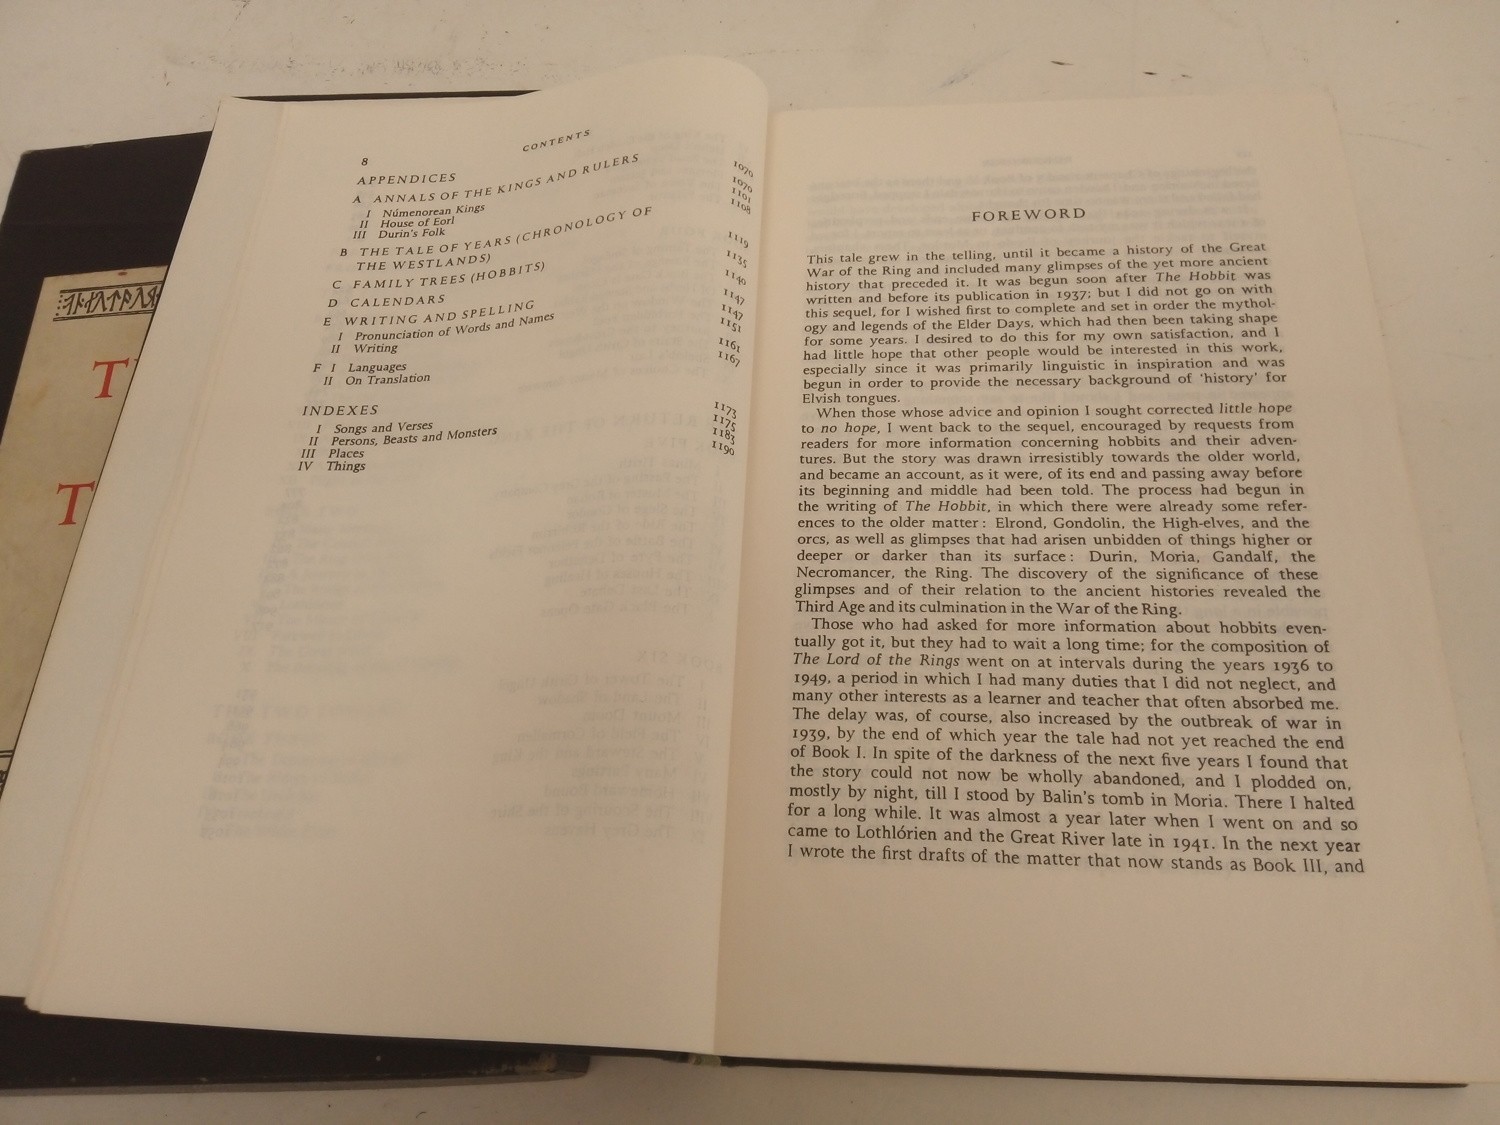 8
CONTENTS
APPENDICES
A ANNALS OF THE KINGS AND RULERS 1070
I Númenorean Kings 1070
II House of Eorl 1101
III Durin's Folk 1108
B THE TALE OF YEARS (CHRONOLOGY OF
THE WESTLANDS) 1119
C FAMILY TREES (HOBBITS) 1135
D CALENDARS 1140
E WRITING AND SPELLING 1147
I Pronunciation of Words and Names 1147
II Writing 1151
F I Languages 1161
II On Translation 1167
INDEXES
I Songs and Verses 1173
II Persons, Beasts and Monsters 1175
III Places 1183
IV Things 1190
FOREWORD
This tale grew in the telling, until it became a history of the Great
War of the Ring and included many glimpses of the yet more ancient
history that preceded it. It was begun soon after The Hobbit was
written and before its publication in 1937; but I did not go on with
this sequel, for I wished first to complete and set in order the mythol-
ogy and legends of the Elder Days, which had then been taking shape
for some years. I desired to do this for my own satisfaction, and I
had little hope that other people would be interested in this work,
especially since it was primarily linguistic in inspiration and was
begun in order to provide the necessary background of 'history' for
Elvish tongues.
When those whose advice and opinion I sought corrected little hope
to no hope, I went back to the sequel, encouraged by requests from
readers for more information concerning hobbits and their adven-
tures. But the story was drawn irresistibly towards the older world,
and became an account, as it were, of its end and passing away before
its beginning and middle had been told. The process had begun in
the writing of The Hobbit, in which there were already some refer-
ences to the older matter: Elrond, Gondolin, the High-elves, and the
orcs, as well as glimpses that had arisen unbidden of things higher or
deeper or darker than its surface: Durin, Moria, Gandalf, the
Necromancer, the Ring. The discovery of the significance of these
glimpses and of their relation to the ancient histories revealed the
Third Age and its culmination in the War of the Ring.
Those who had asked for more information about hobbits even-
tually got it, but they had to wait a long time; for the composition of
The Lord of the Rings went on at intervals during the years 1936 to
1949, a period in which I had many duties that I did not neglect, and
many other interests as a learner and teacher that often absorbed me.
The delay was, of course, also increased by the outbreak of war in
1939, by the end of which year the tale had not yet reached the end
of Book I. In spite of the darkness of the next five years I found that
the story could not now be wholly abandoned, and I plodded on,
mostly by night, till I stood by Balin's tomb in Moria. There I halted
for a long while. It was almost a year later when I went on and so
came to Lothlórien and the Great River late in 1941. In the next year
I wrote the first drafts of the matter that now stands as Book III, and